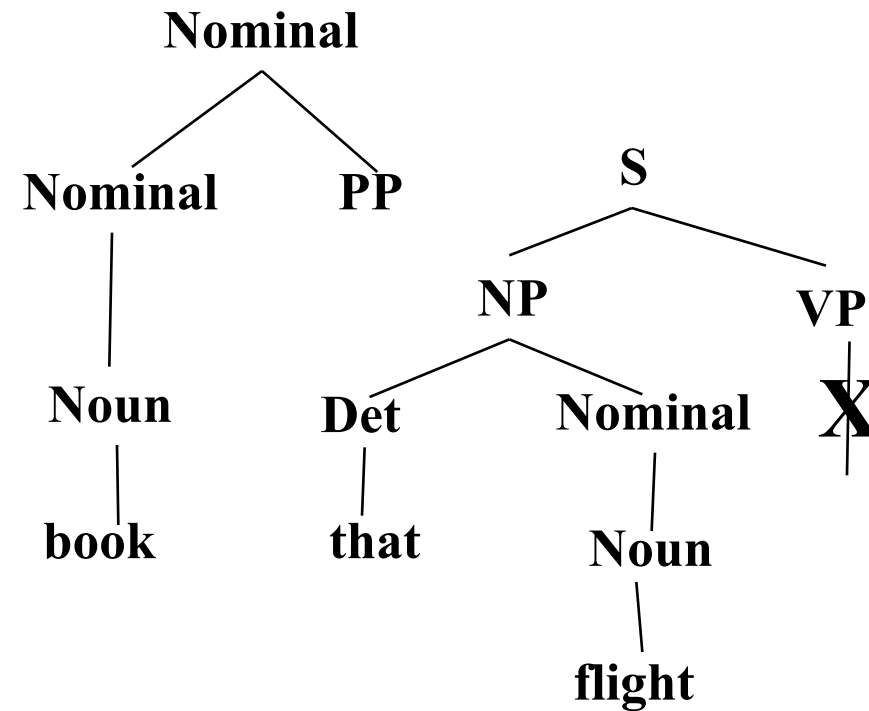 Nominal
S
Nominal PP
NP VP
X
Noun Det Nominal
book that Noun
flight